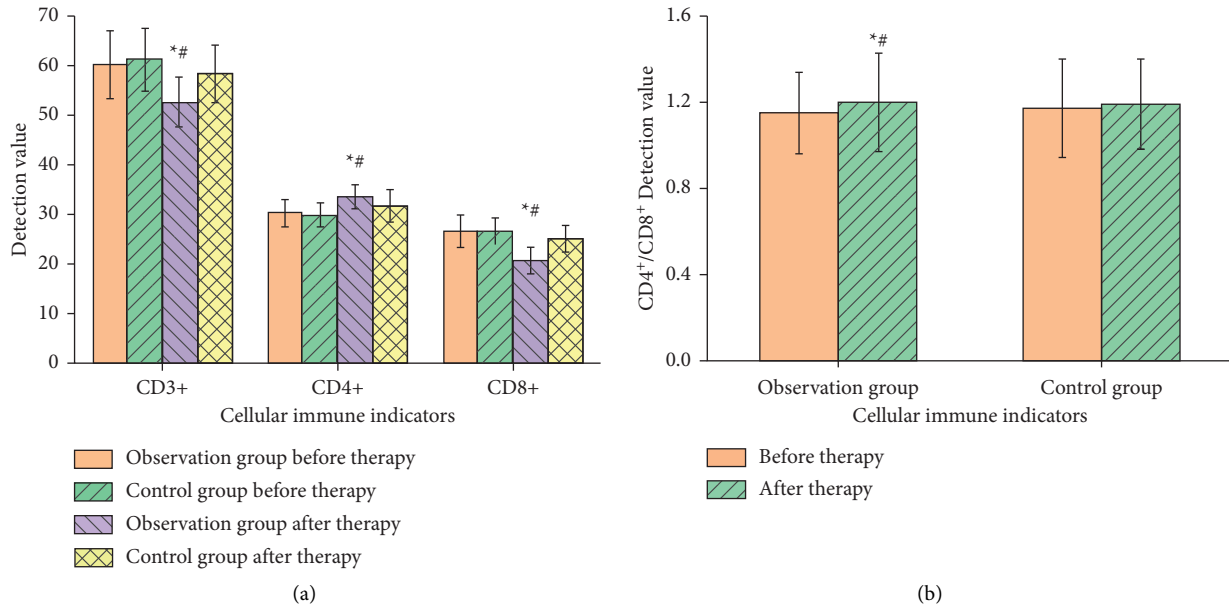 70
60
50
40
30
20
10
0
Detection value
*#
*#
*#
CD3+ CD4+ CD8+
Cellular immune indicators
Observation group before therapy
Control group before therapy
Observation group after therapy
Control group after therapy
(a)
1.6
1.2
0.8
0.4
0.0
CD4⁺/CD8⁺ Detection value
*#
Observation group Control group
Cellular immune indicators
Before therapy
After therapy
(b)